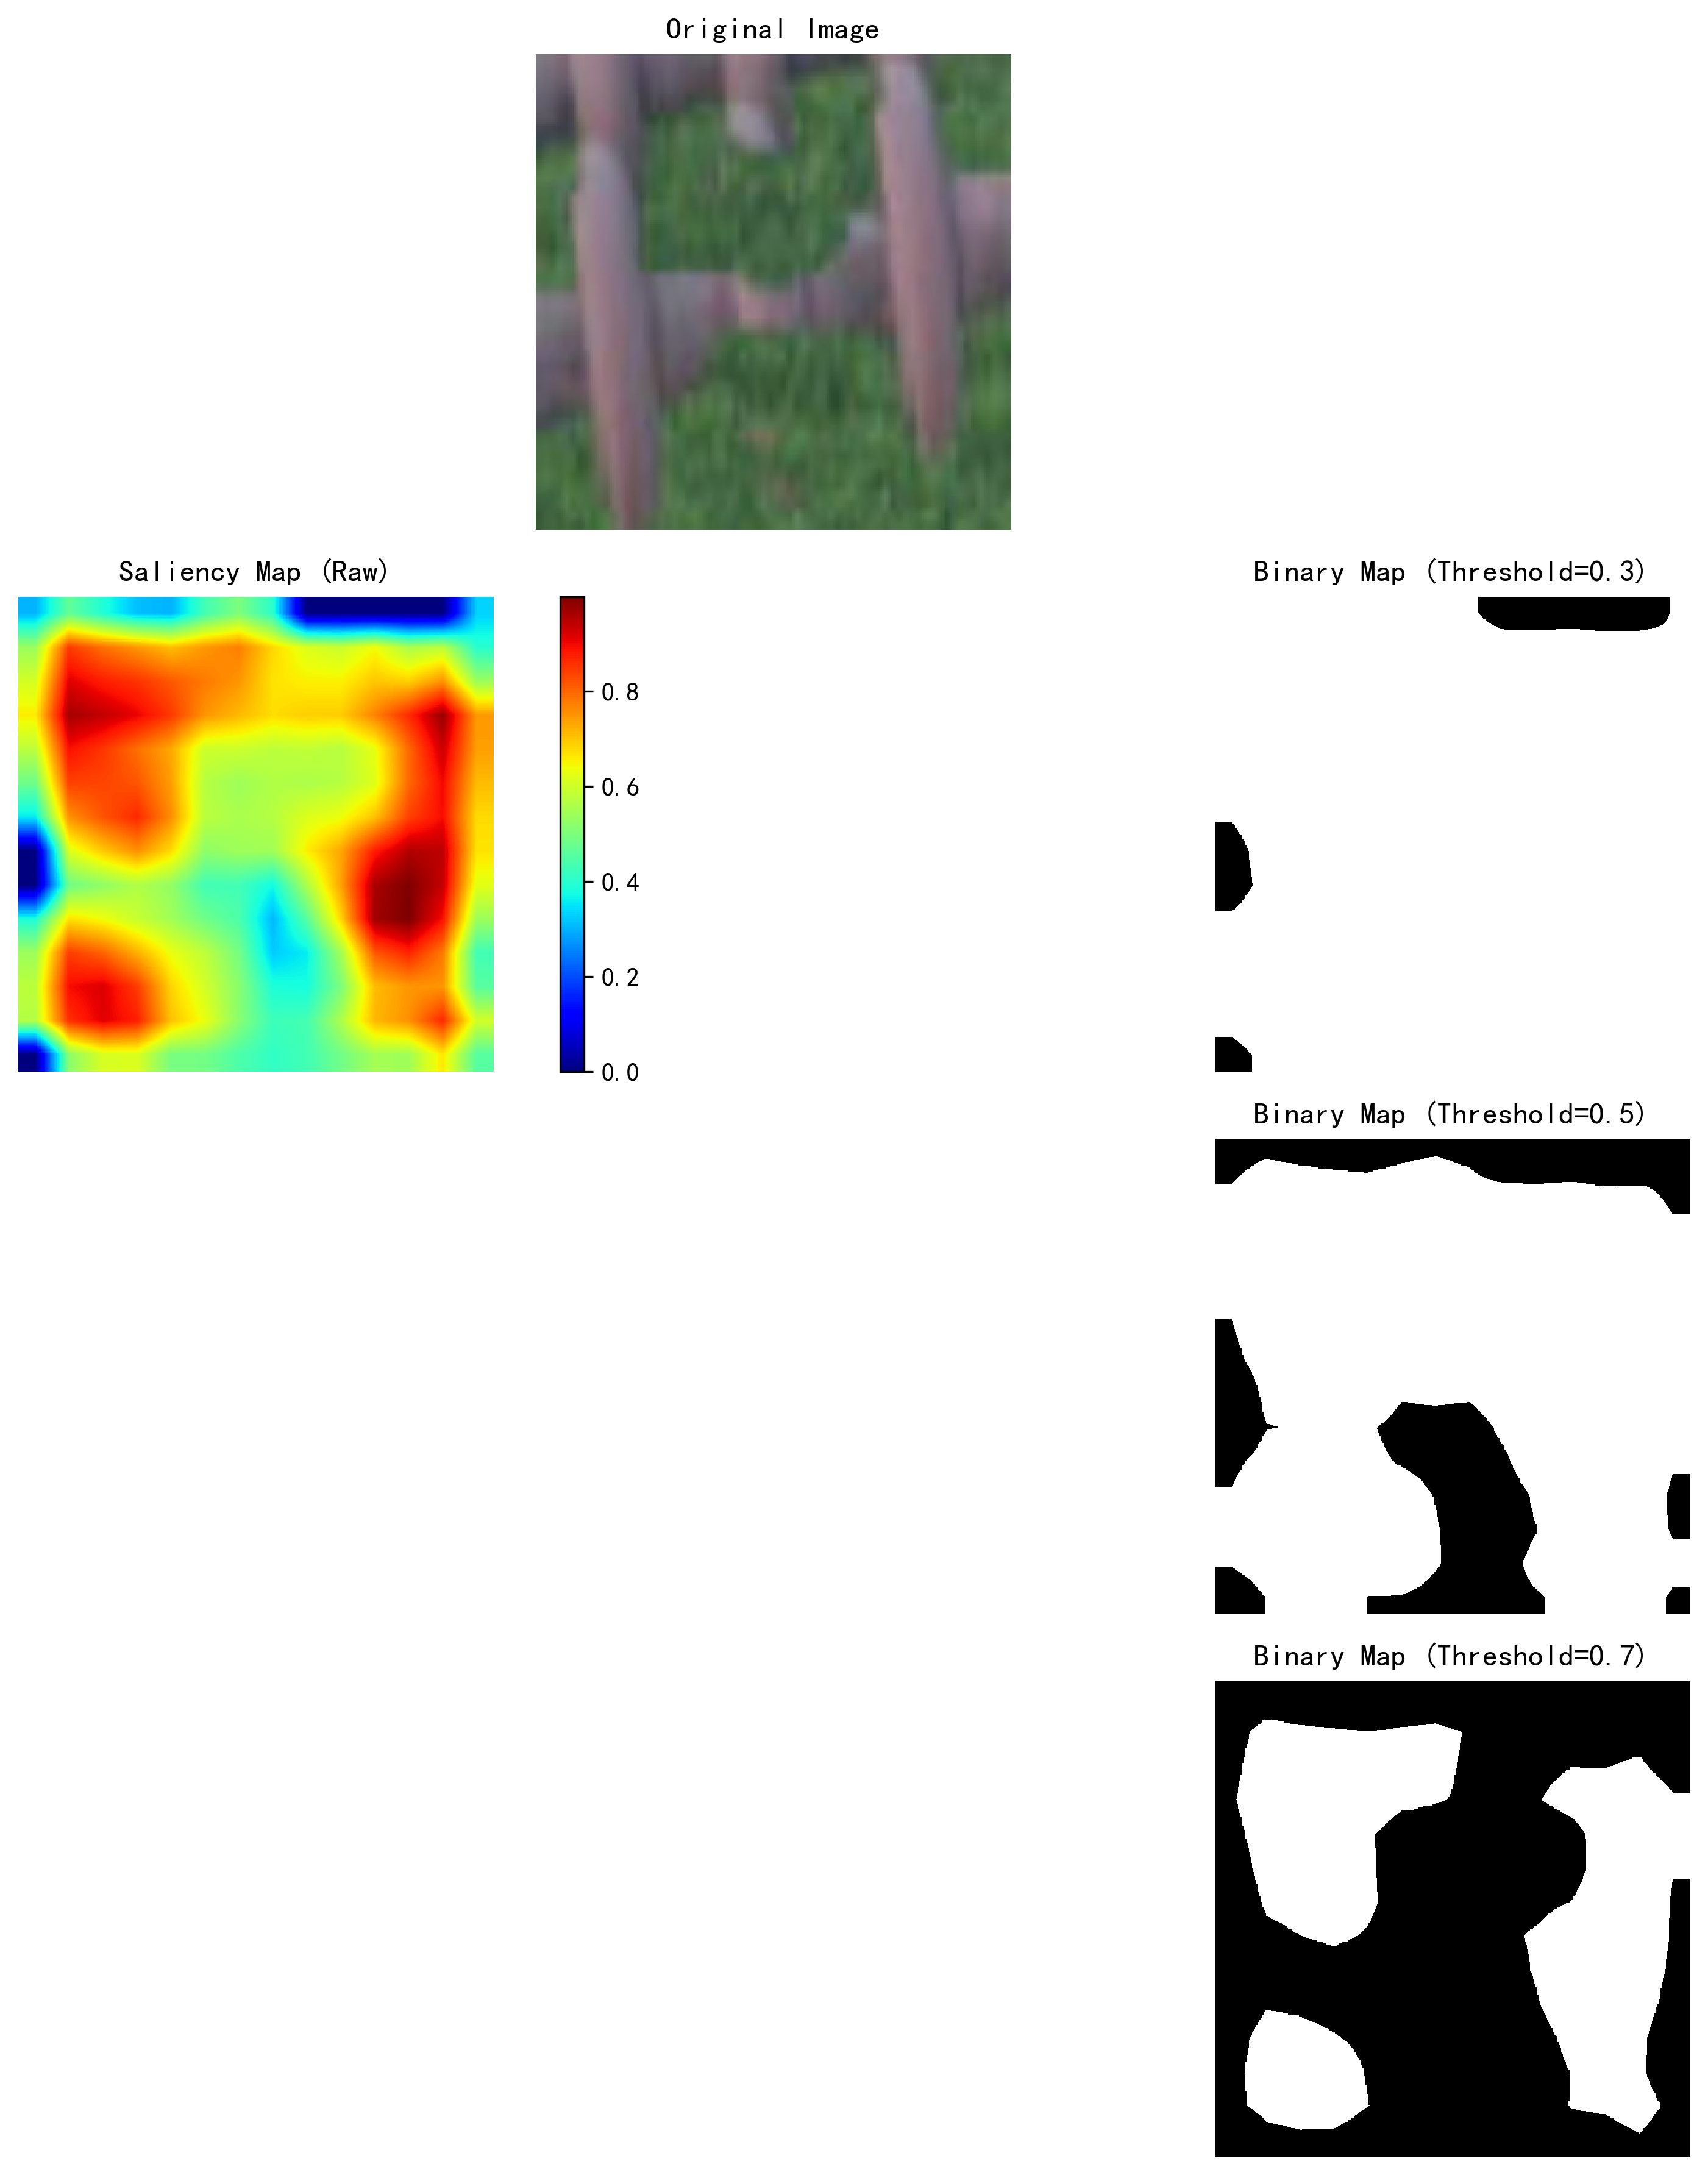 Original Image
Saliency Map (Raw)
Binary Map (Threshold=0.3)
0.8
0.6
0.4
0.2
0.0
Binary Map (Threshold=0.5)
Binary Map (Threshold=0.7)